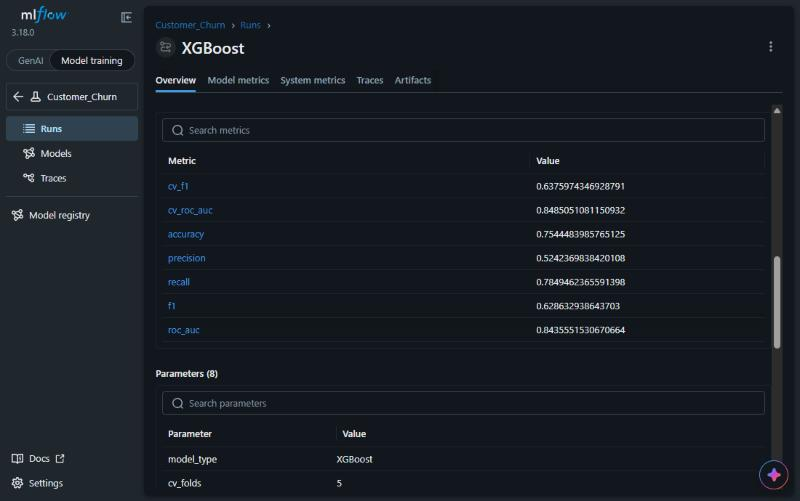 mlflow
3.18.0
GenAI Model training
Customer_Churn
Runs
Models
Traces
Model registry
Docs
Settings
Customer_Churn > Runs >
XGBoost
Overview Model metrics System metrics Traces Artifacts
Search metrics
Metric Value
cv_f1 0.6375974346928791
cv_roc_auc 0.8485051081150932
accuracy 0.7544483985765125
precision 0.5242369838420108
recall 0.7849462365591398
f1 0.628632938643703
roc_auc 0.8435551530670664
Parameters (8)
Search parameters
Parameter Value
model_type XGBoost
cv_folds 5